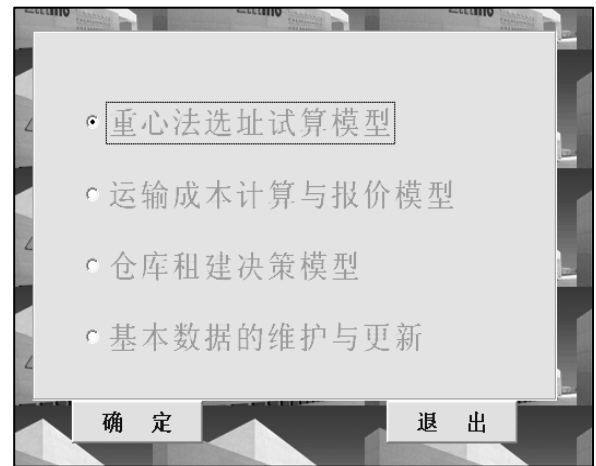 重心法选址试算模型
运输成本计算与报价模型
仓库租建决策模型
基本数据的维护与更新
确 定
退 出